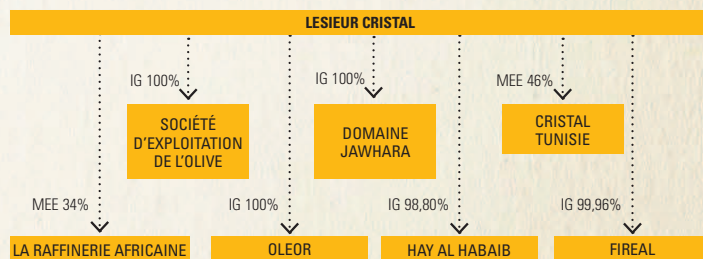 LESIEUR CRISTAL
IG 100%
IG 100%
MEE 46%
SOCIÉTÉ
D'EXPLOITATION
DE L'OLIVE
DOMAINE
JAWHARA
CRISTAL
TUNISIE
MEE 34%
IG 100%
IG 98,80%
IG 99,96%
LA RAFFINERIE AFRICAINE
OLEOR
HAY AL HABAIB
FIREAL